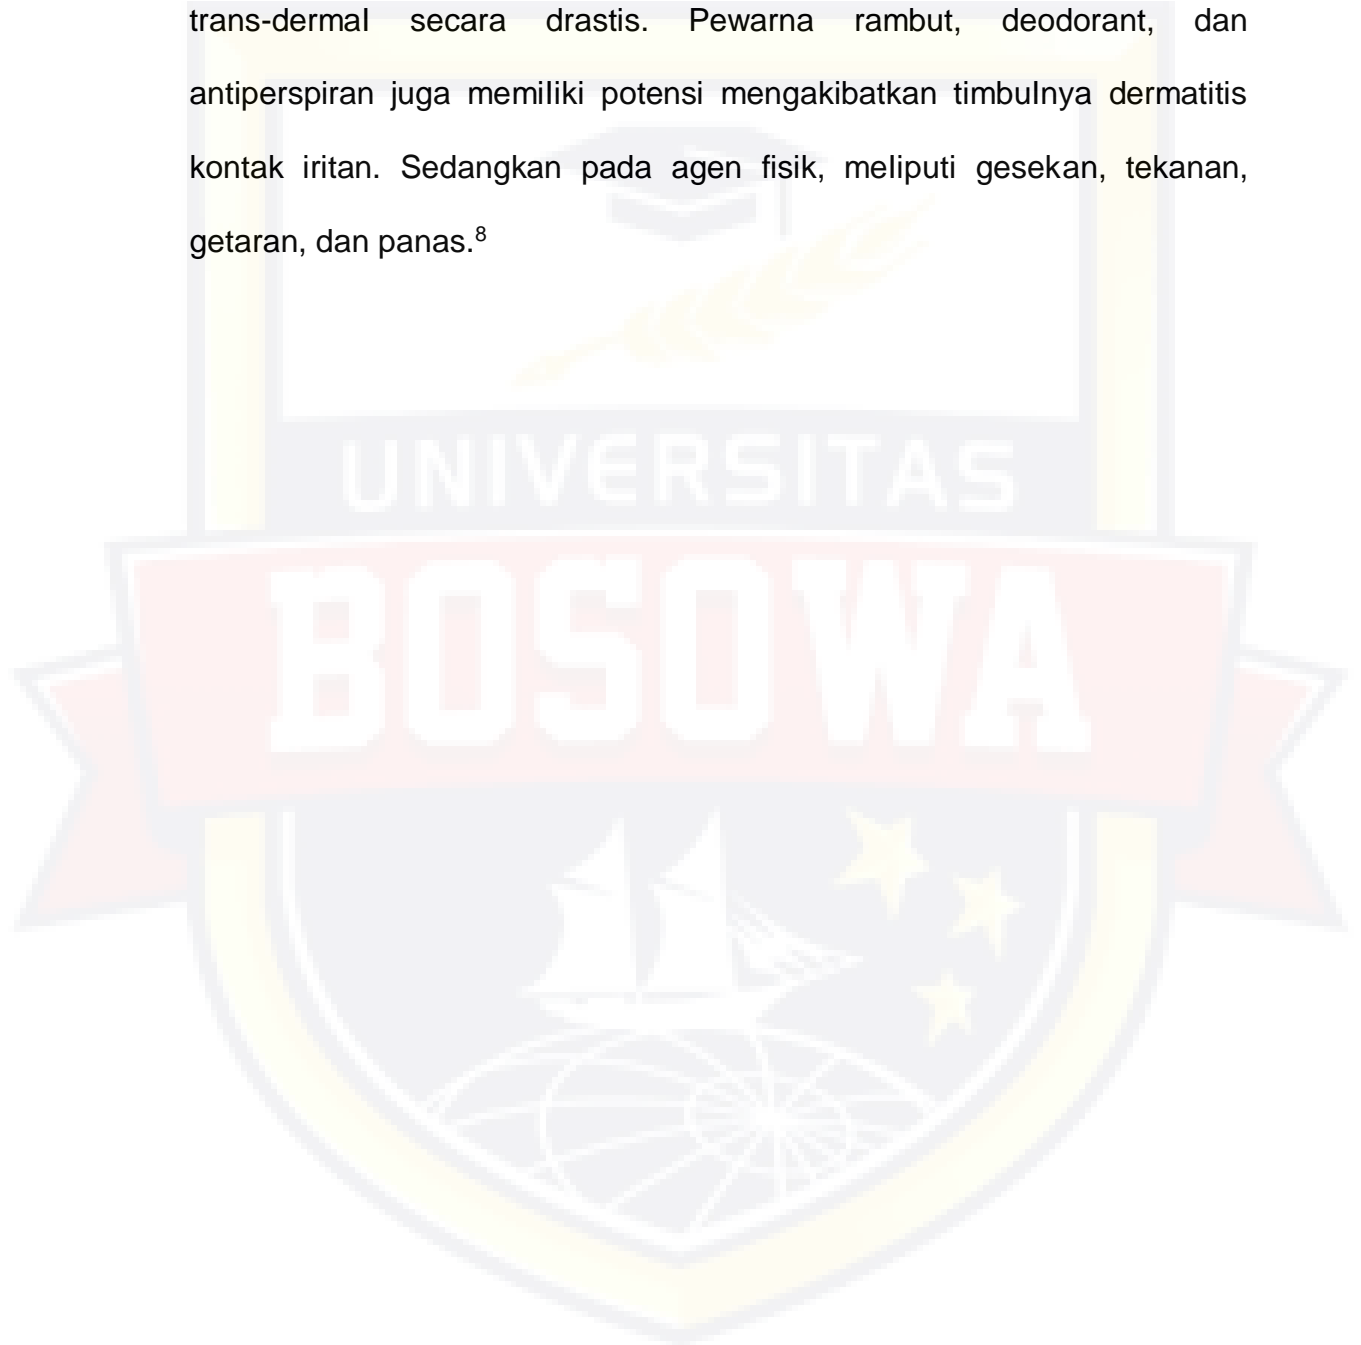 trans-dermal secara drastis. Pewarna rambut, deodorant, dan
antiperspiran juga memiliki potensi mengakibatkan timbulnya dermatitis
kontak iritan. Sedangkan pada agen fisik, meliputi gesekan, tekanan,
getaran, dan panas.⁸
UNIVERSITAS
BOSOWA